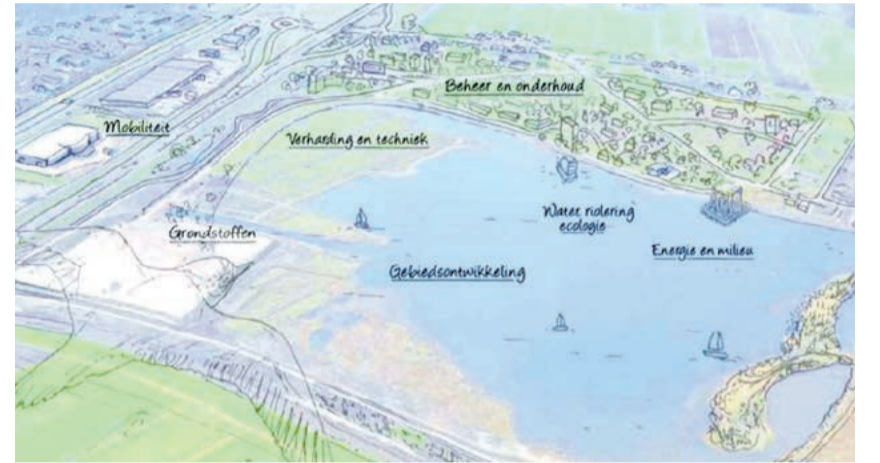 Beheer en onderhoud
Mobiliteit
Verharding en techniek
Water riolering
ecologie
Grondstoffen
Energie en milieu
Gebiedsontwikkeling